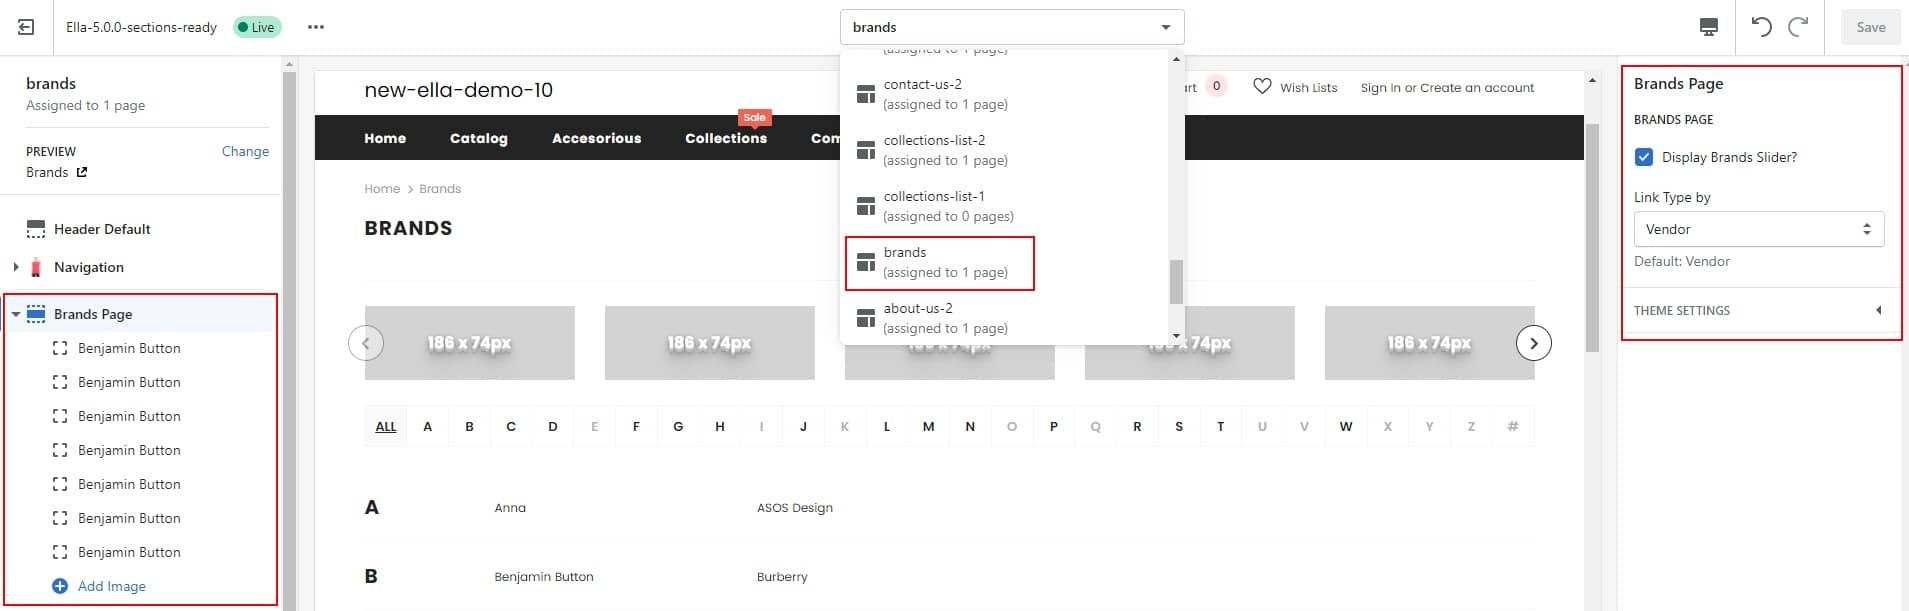 Ella-5.0.0-sections-ready
Live
brands
Save
brands
Assigned to 1 page
PREVIEW
Change
Brands
Header Default
Navigation
Brands Page
Benjamin Button
Benjamin Button
Benjamin Button
Benjamin Button
Benjamin Button
Benjamin Button
Benjamin Button
Add Image
(assigned to 1 page)
contact-us-2
(assigned to 1 page)
collections-list-2
(assigned to 1 page)
collections-list-1
(assigned to 0 pages)
brands
(assigned to 1 page)
about-us-2
(assigned to 1 page)
new-ella-demo-10
rt 0 Wish Lists Sign In or Create an account
Sale
Home Catalog Accesorious Collections Com
Home > Brands
BRANDS
186 x 74px 186 x 74px 186 x 74px 186 x 74px 186 x 74px
ALL A B C D E F G H I J K L M N O P Q R S T U V W X Y Z #
A Anna ASOS Design
B Benjamin Button Burberry
Brands Page
BRANDS PAGE
Display Brands Slider?
Link Type by
Vendor
Default: Vendor
THEME SETTINGS